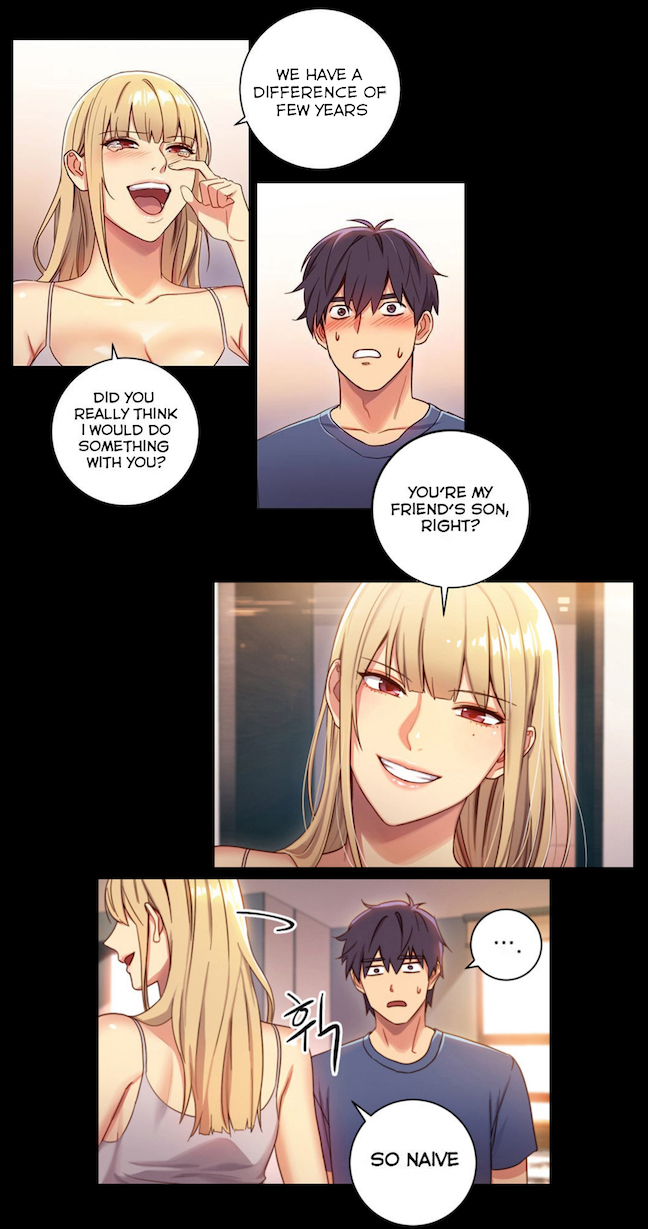 WE HAVE A
DIFFERENCE OF
FEW YEARS
DID YOU
REALLY THINK
I WOULD DO
SOMETHING
WITH YOU?
YOU'RE MY
FRIEND'S SON,
RIGHT?
....
휙
SO NAIVE